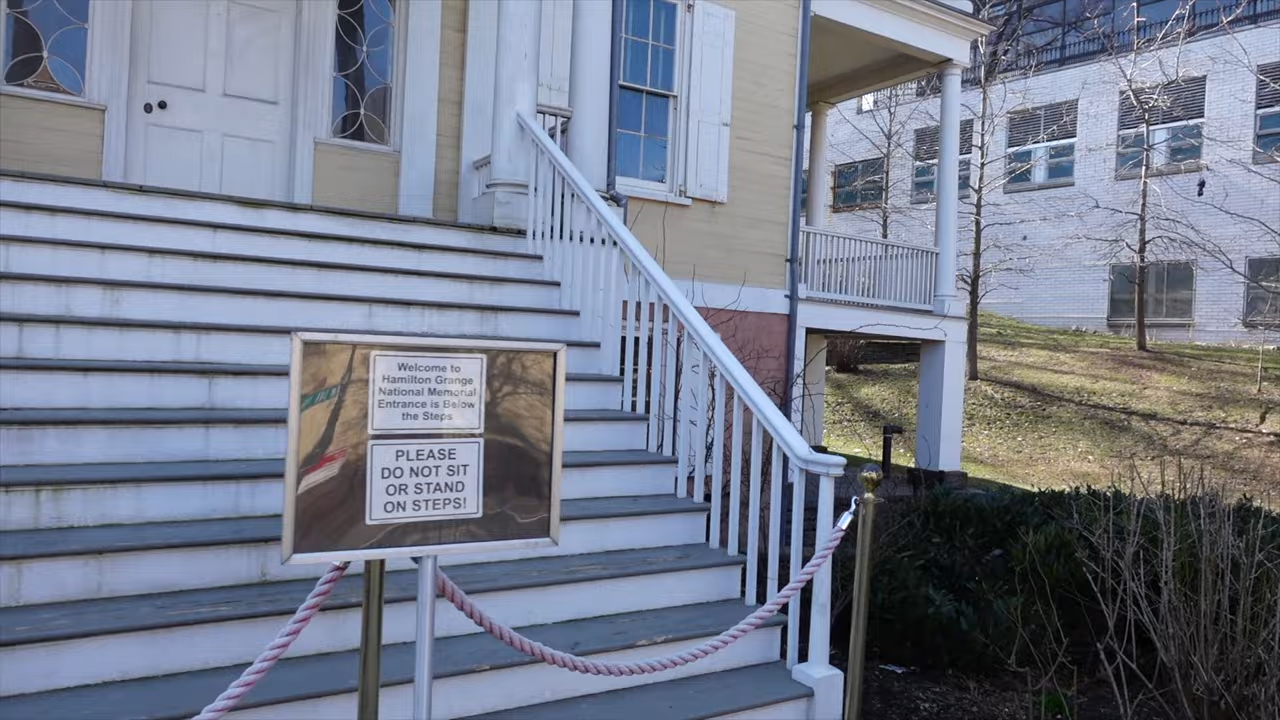 Welcome to
Hamilton Grange
National Memorial
Entrance is Below
the Steps
PLEASE
DO NOT SIT
OR STAND
ON STEPS!